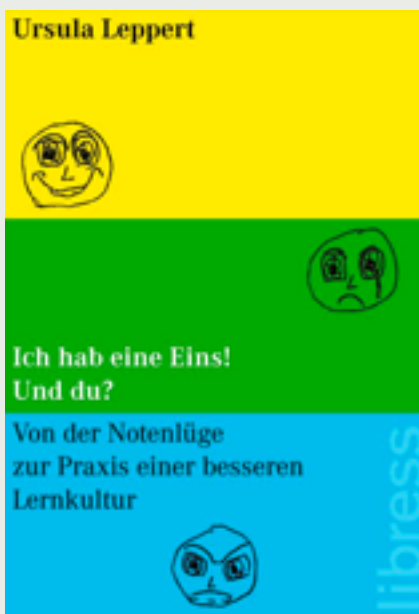 Ursula Leppert
Ich hab eine Eins!
Und du?
Von der Notenlüge
zur Praxis einer besseren
Lernkultur
libress